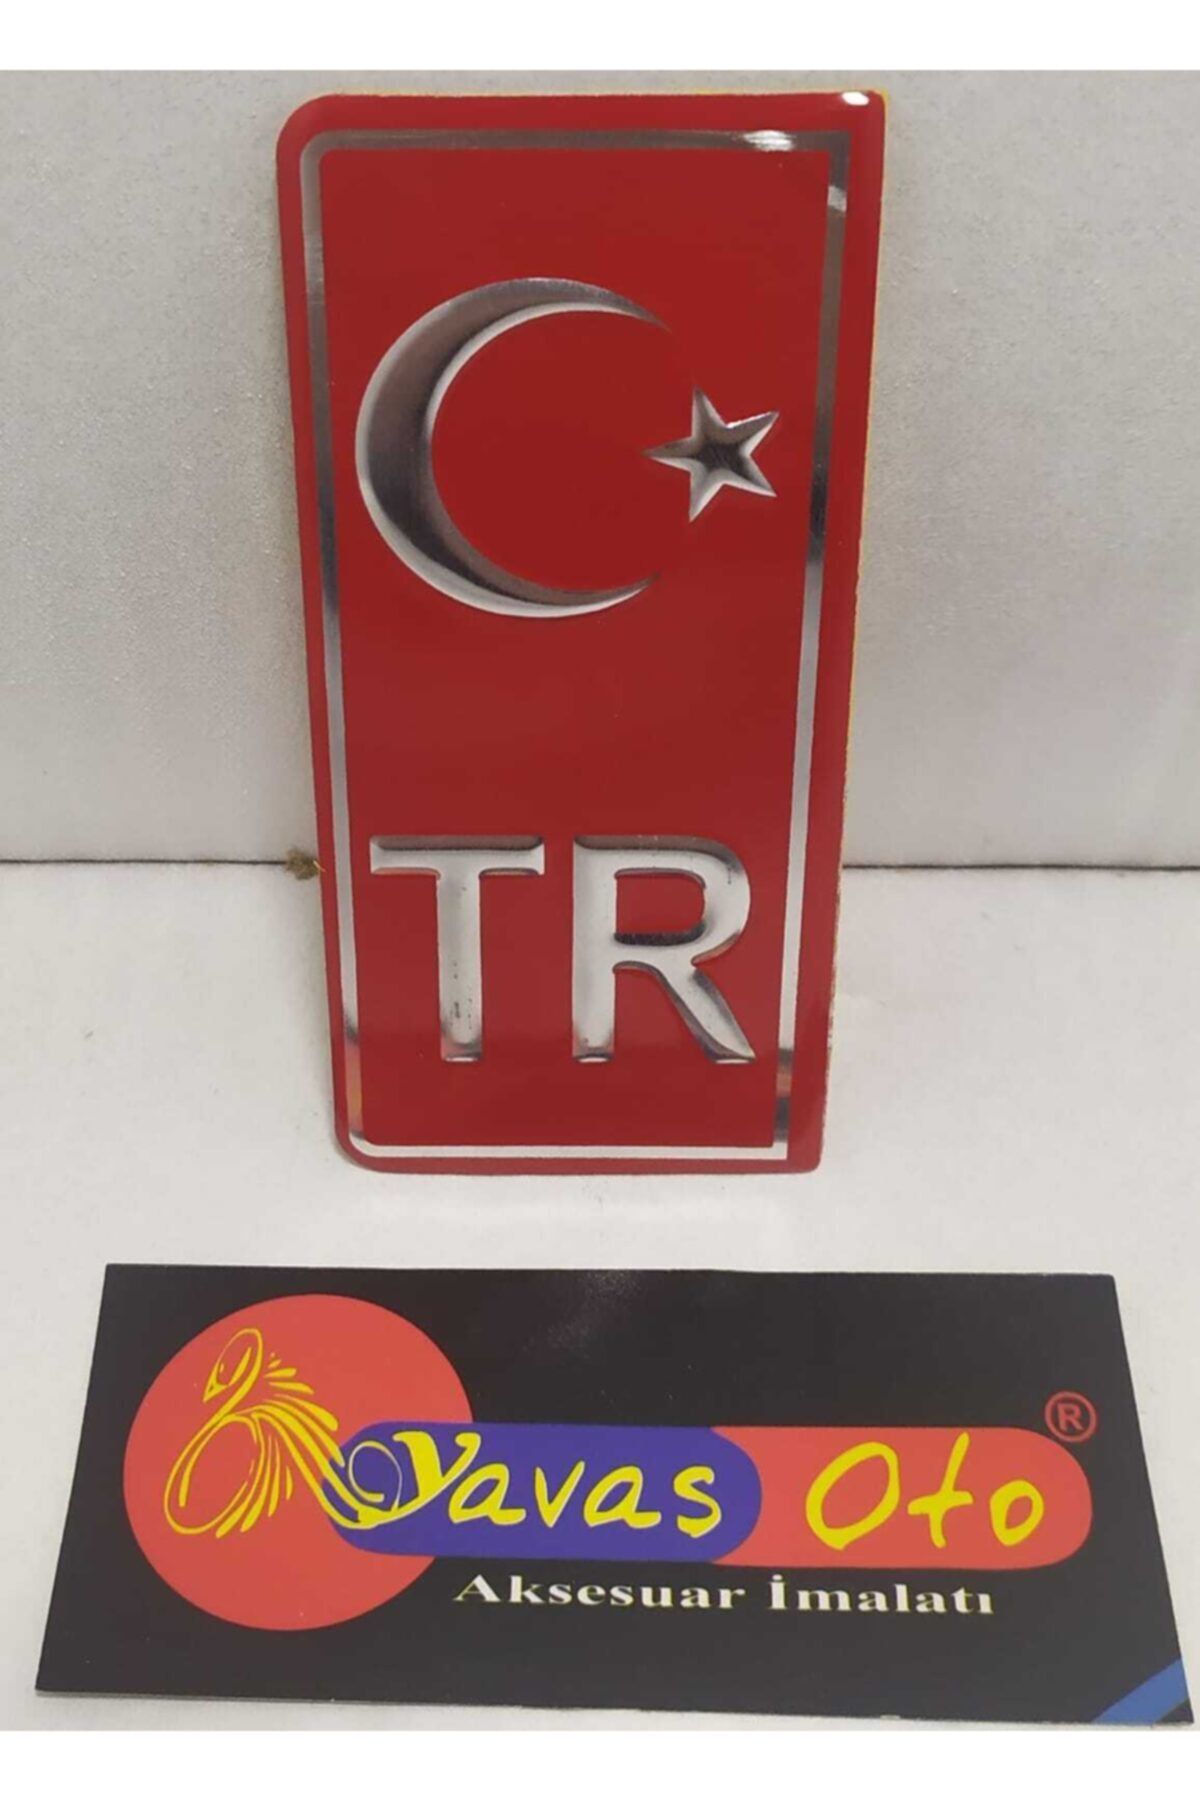 TR
Yavaş Oto ®
Aksesuar İmalatı